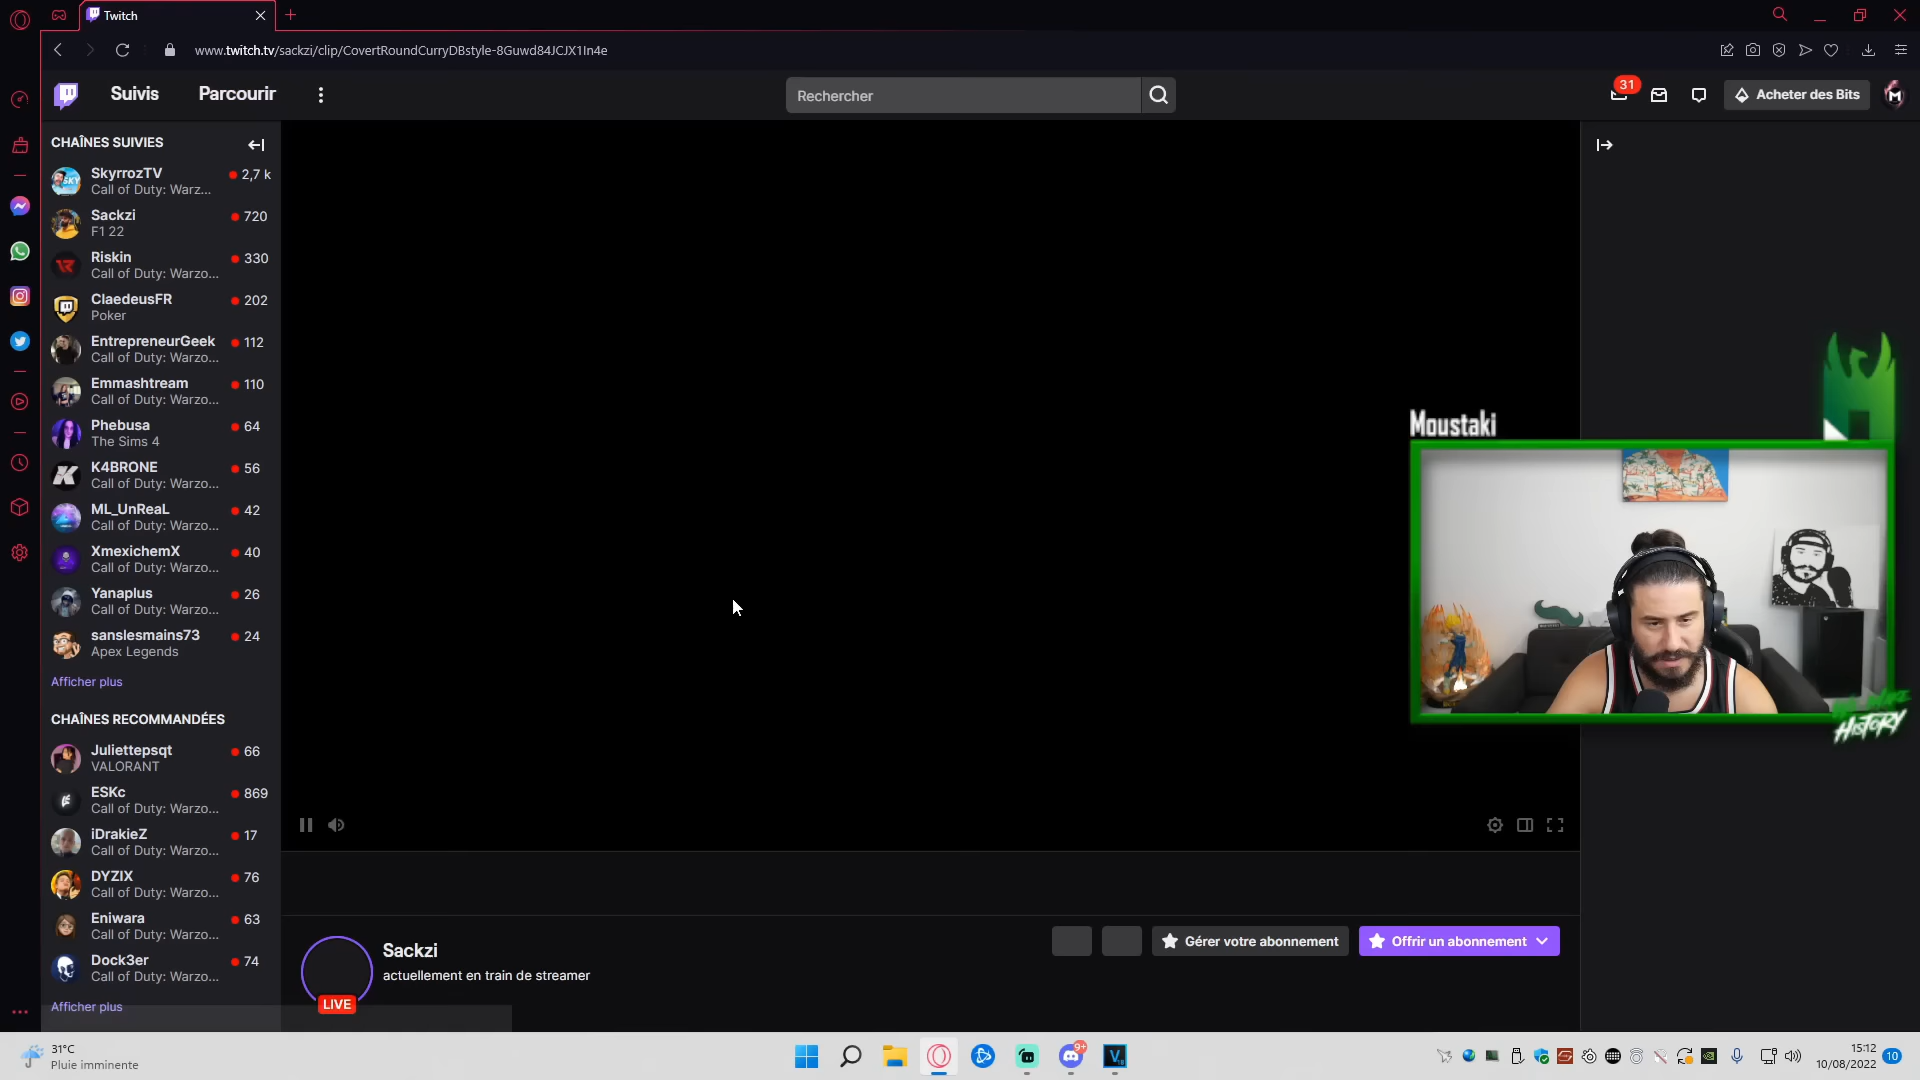 Twitch
www.twitch.tv/sackzi/clip/CovertRoundCurryDBstyle-8Guwd84JCJX1In4e
Suivis
Parcourir
Rechercher
31
Acheter des Bits
CHAÎNES SUIVIES
SkyrrozTV
2,7 k
Call of Duty: Warz...
Sackzi
720
F1 22
Riskin
330
Call of Duty: Warzo...
ClaedeusFR
202
Poker
EntrepreneurGeek
112
Call of Duty: Warzo...
Emmashtream
110
Call of Duty: Warzo...
Phebusa
64
The Sims 4
K4BRONE
56
Call of Duty: Warzo...
ML_UnReaL
42
Call of Duty: Warzo...
XmexichemX
40
Call of Duty: Warzo...
Yanaplus
26
Call of Duty: Warzo...
sanslesmains73
24
Apex Legends
Afficher plus
CHAÎNES RECOMMANDÉES
Juliettepsqt
66
VALORANT
ESKc
869
Call of Duty: Warzo...
iDrakieZ
17
Call of Duty: Warzo...
DYZIX
76
Call of Duty: Warzo...
Eniwara
63
Call of Duty: Warzo...
Dock3er
74
Call of Duty: Warzo...
Afficher plus
Moustaki
HISTORY
Sackzi
actuellement en train de streamer
LIVE
Gérer votre abonnement
Offrir un abonnement
31°C
Pluie imminente
9+
15:12
10/08/2022
10